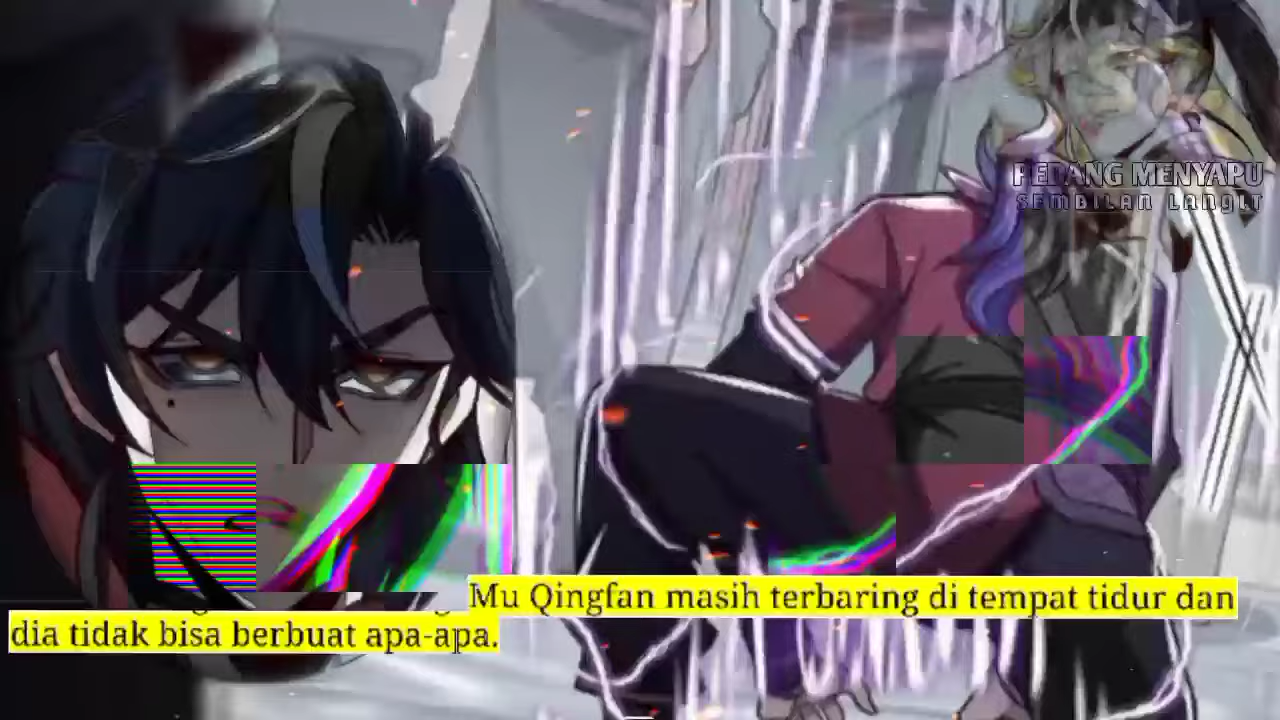 PEDANG MENYAPU
SEMBILAN LANGIT
Mu Qingfan masih terbaring di tempat tidur dan
dia tidak bisa berbuat apa-apa.